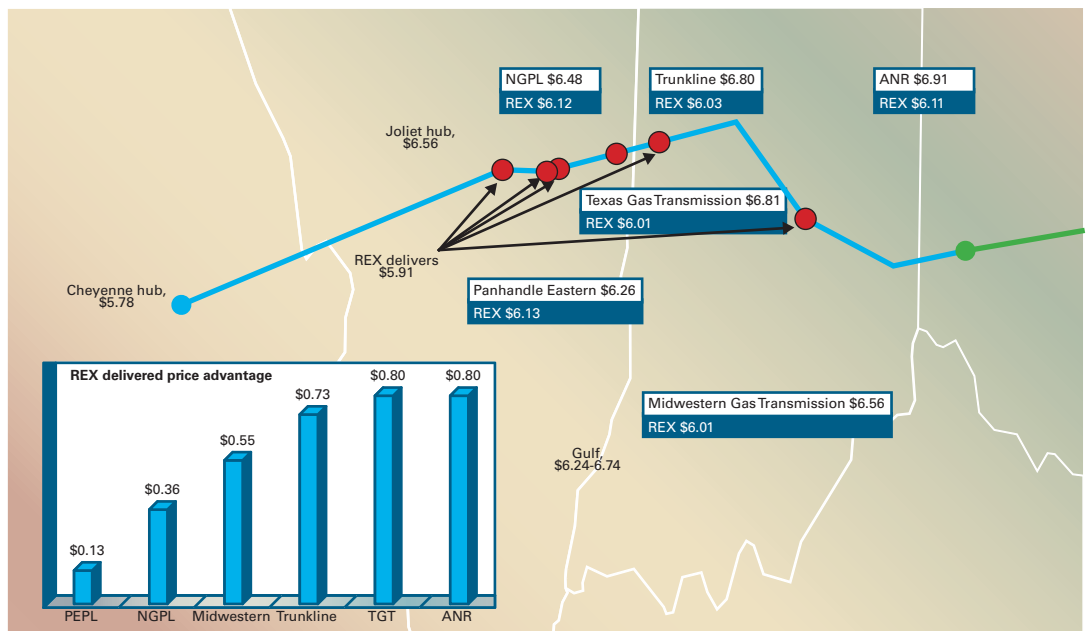 NGPL $6.48
REX $6.12
Trunkline $6.80
REX $6.03
ANR $6.91
REX $6.11
Joliet hub,
$6.56
Texas Gas Transmission $6.81
REX $6.01
REX delivers
$5.91
Cheyenne hub,
$5.78
Panhandle Eastern $6.26
REX $6.13
Midwestern Gas Transmission $6.56
REX $6.01
Gulf,
$6.24-6.74
REX delivered price advantage
$0.13
$0.36
$0.55
$0.73
$0.80
$0.80
PEPL
NGPL
Midwestern
Trunkline
TGT
ANR